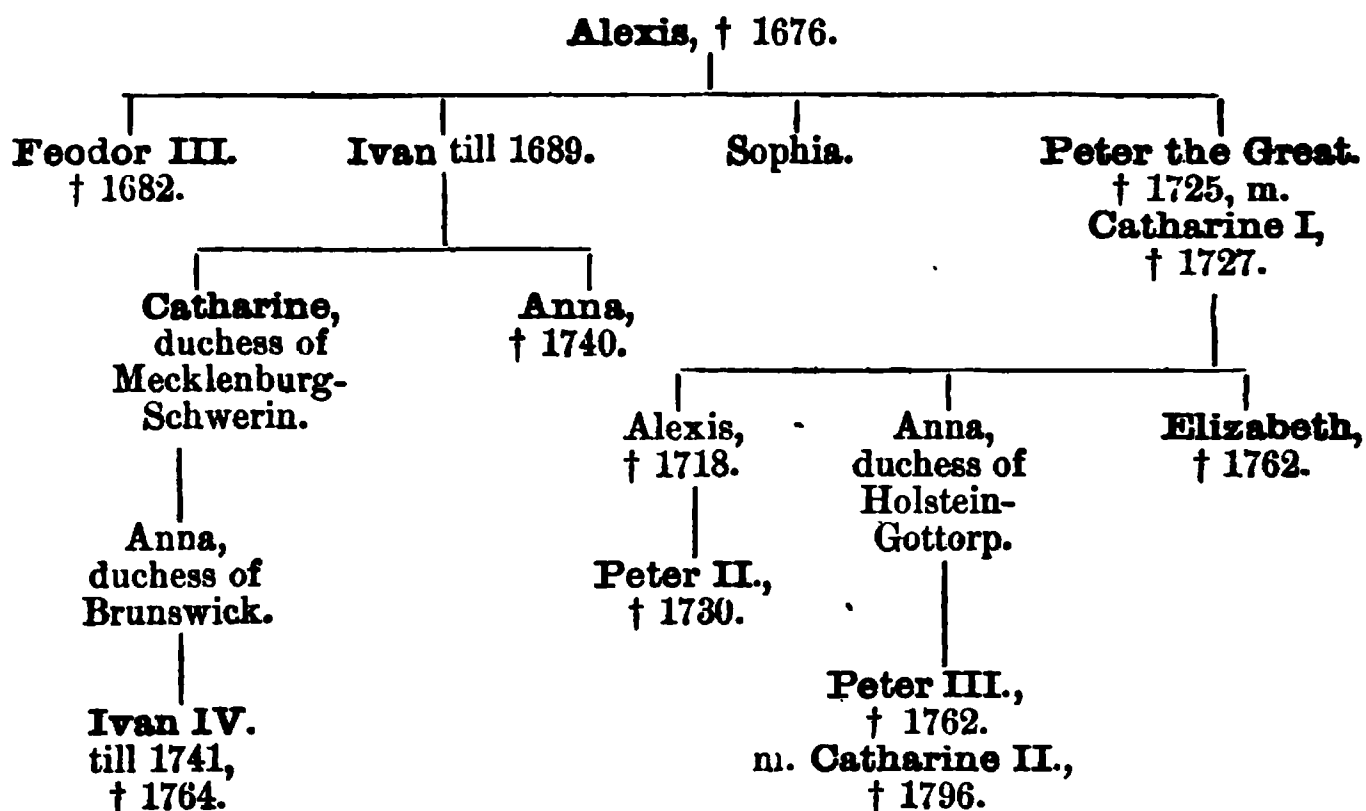 Alexis, † 1676.
Feodor III.
† 1682.
Ivan till 1689.
Sophia.
Peter the Great.
† 1725, m.
Catharine I,
† 1727.
Catharine,
duchess of
Mecklenburg-
Schwerin.
Anna,
† 1740.
Alexis,
† 1718.
Anna,
duchess of
Holstein-
Gottorp.
Elizabeth,
† 1762.
Anna,
duchess of
Brunswick.
Peter II.,
† 1730.
Ivan IV.
till 1741,
† 1764.
Peter III.,
† 1762.
m. Catharine II.,
† 1796.